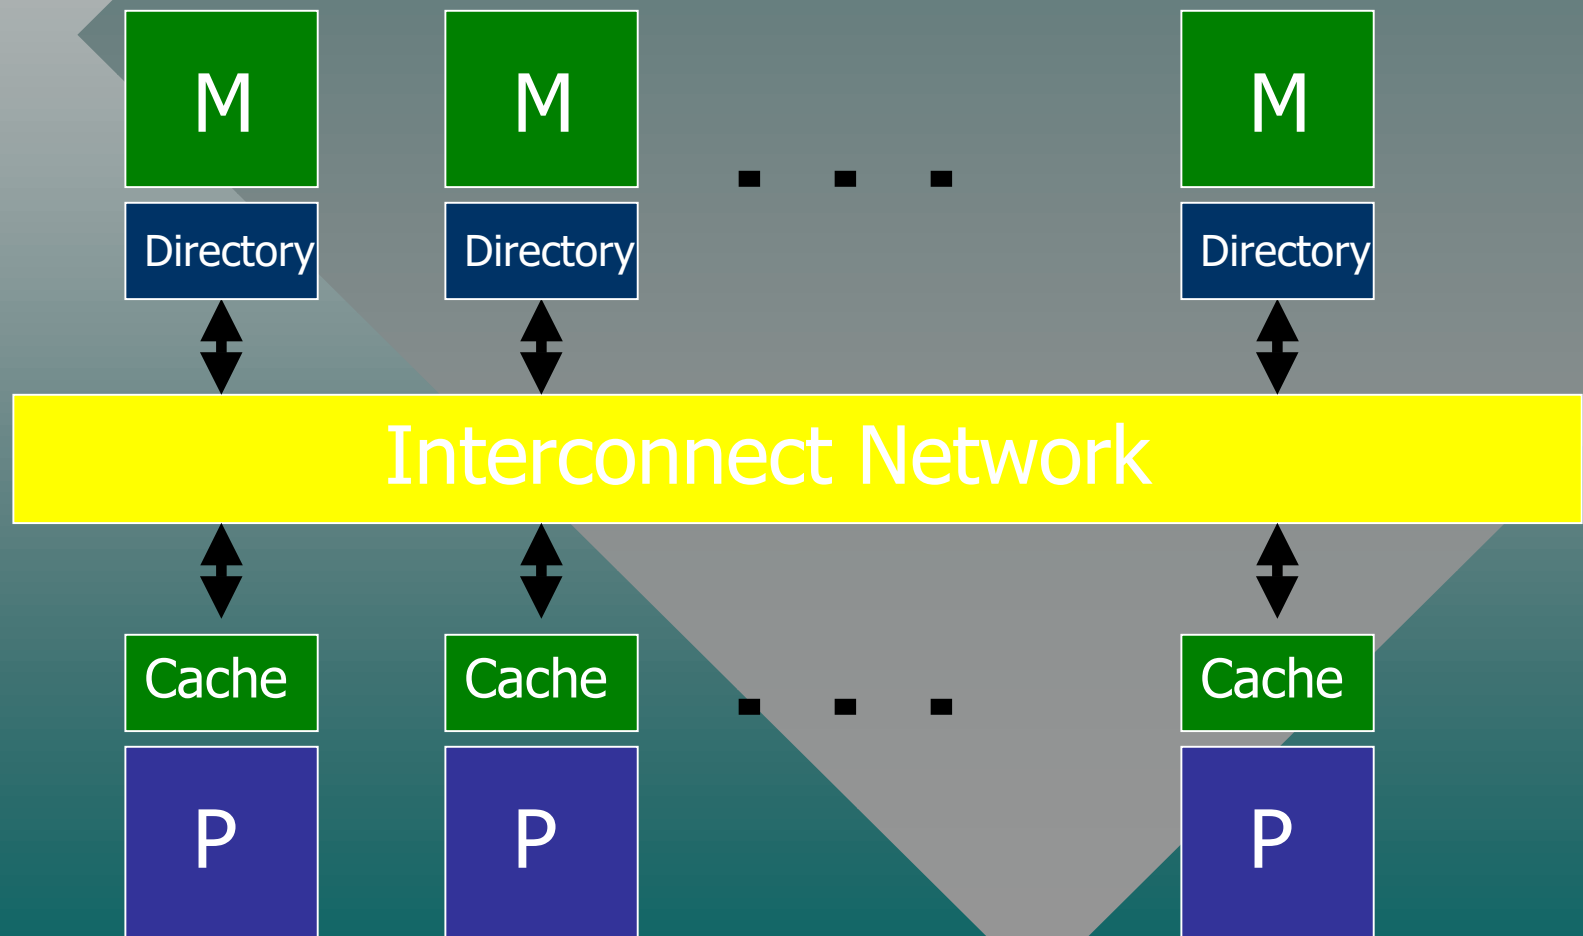 M M . . . M
Directory Directory Directory
Interconnect Network
Cache Cache . . . Cache
P P P